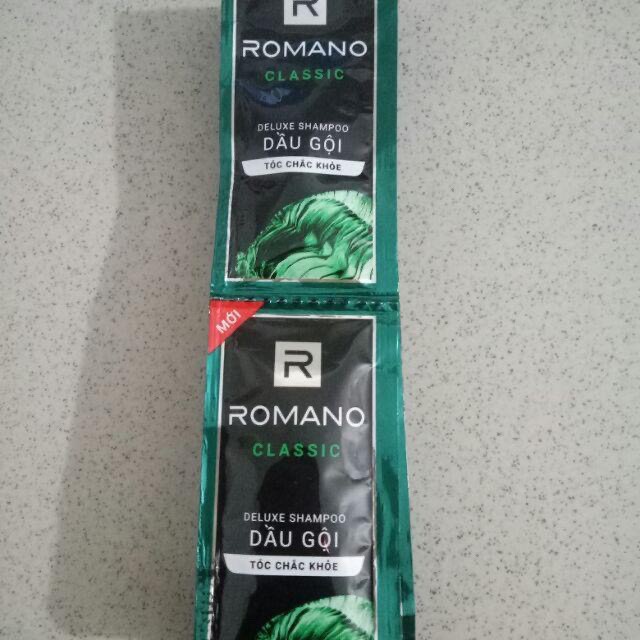 R
ROMANO
CLASSIC
DELUXE SHAMPOO
DẦU GỘI
TÓC CHẮC KHỎE
MỚI
R
ROMANO
CLASSIC
DELUXE SHAMPOO
DẦU GỘI
TÓC CHẮC KHỎE